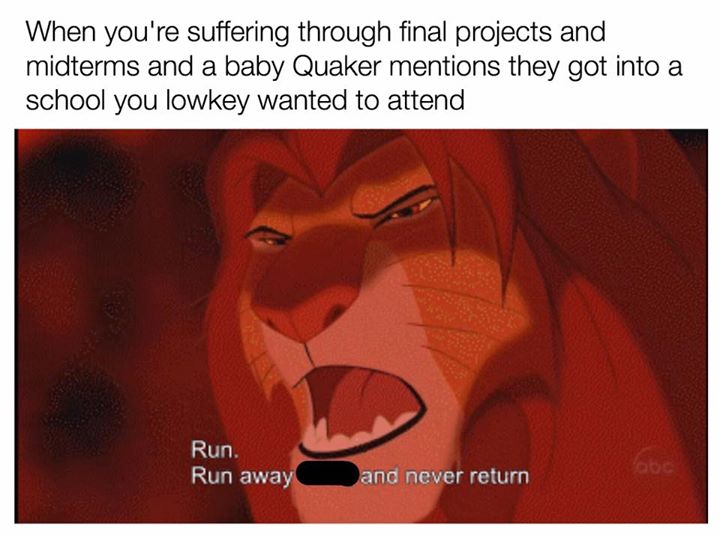 When you're suffering through final projects and
midterms and a baby Quaker mentions they got into a
school you lowkey wanted to attend
Run.
Run away and never return
abc